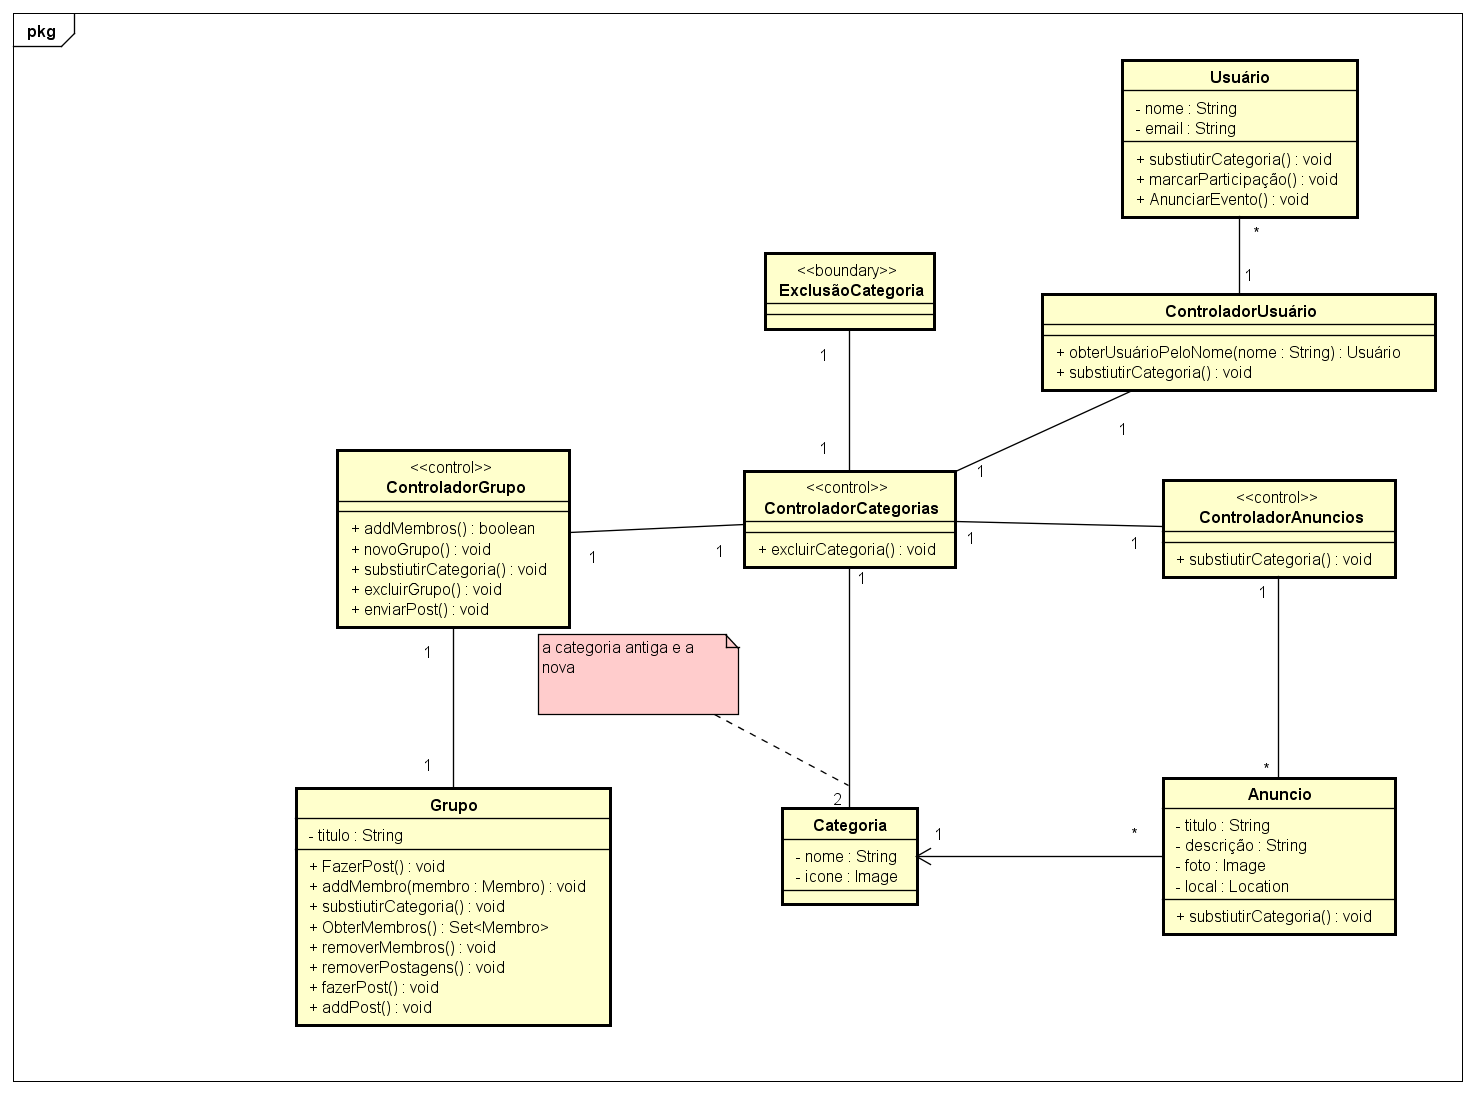 pkg
Usuário
- nome : String
- email : String
+ substiutirCategoria() : void
+ marcarParticipação() : void
+ AnunciarEvento() : void
*
1
<<boundary>>
ExclusãoCategoria
ControladorUsuário
+ obterUsuárioPeloNome(nome : String) : Usuário
+ substiutirCategoria() : void
1
1
1
1
<<control>>
ControladorGrupo
+ addMembros() : boolean
+ novoGrupo() : void
+ substiutirCategoria() : void
+ excluirGrupo() : void
+ enviarPost() : void
1
1
<<control>>
ControladorCategorias
+ excluirCategoria() : void
1
1
<<control>>
ControladorAnuncios
+ substiutirCategoria() : void
1
1
1
a categoria antiga e a
nova
1
*
2
Grupo
- titulo : String
+ FazerPost() : void
+ addMembro(membro : Membro) : void
+ substiutirCategoria() : void
+ ObterMembros() : Set<Membro>
+ removerMembros() : void
+ removerPostagens() : void
+ fazerPost() : void
+ addPost() : void
Categoria
- nome : String
- icone : Image
1
*
Anuncio
- titulo : String
- descrição : String
- foto : Image
- local : Location
+ substiutirCategoria() : void